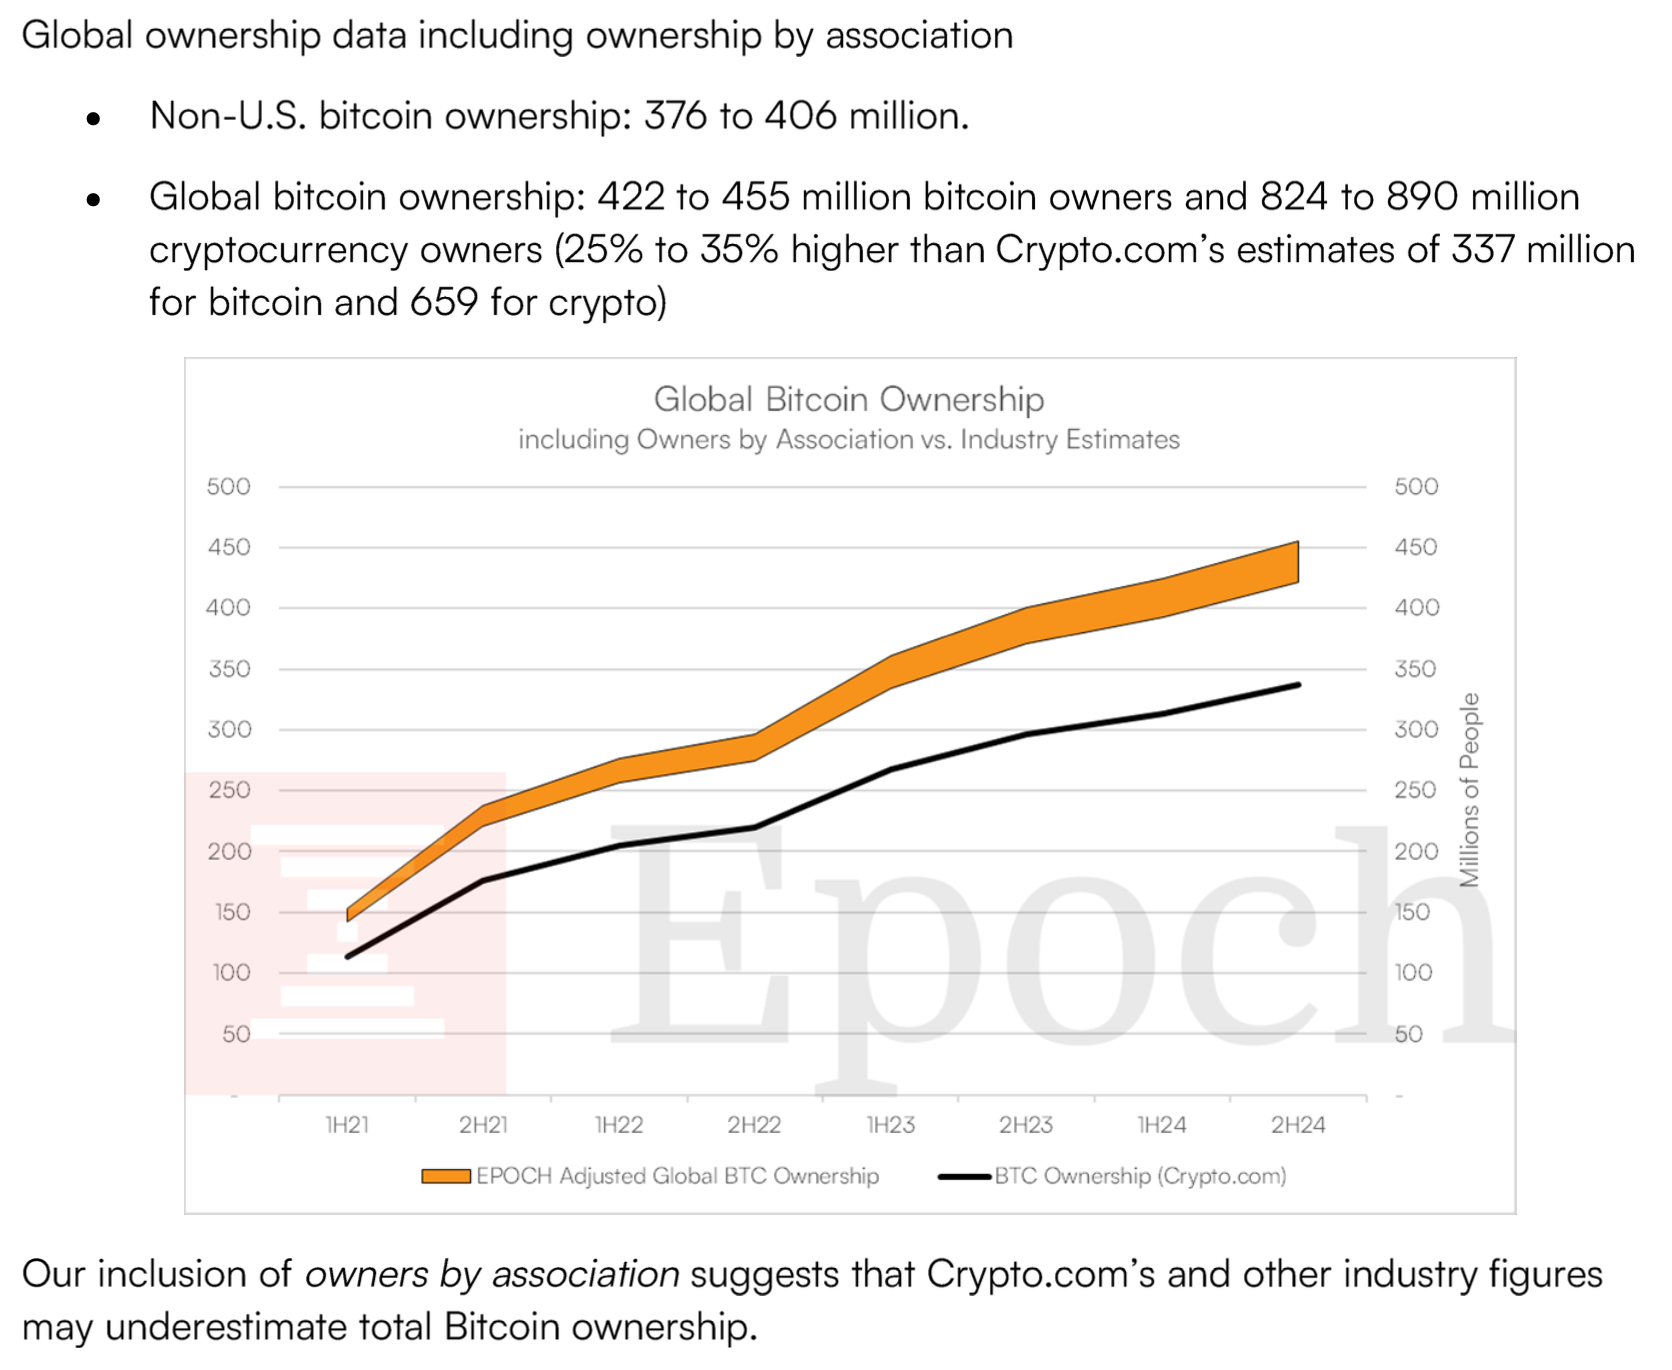 Global ownership data including ownership by association
• Non-U.S. bitcoin ownership: 376 to 406 million.
• Global bitcoin ownership: 422 to 455 million bitcoin owners and 824 to 890 million
cryptocurrency owners (25% to 35% higher than Crypto.com's estimates of 337 million
for bitcoin and 659 for crypto)
Global Bitcoin Ownership
including Owners by Association vs. Industry Estimates
500 500
450 450
400 400
350 350
300 300
250 250
200 200
150 150
100 100
50 50
- -
Millions of People
Epoch
1H21 2H21 1H22 2H22 1H23 2H23 1H24 2H24
EPOCH Adjusted Global BTC Ownership BTC Ownership (Crypto.com)
Our inclusion of owners by association suggests that Crypto.com's and other industry figures
may underestimate total Bitcoin ownership.